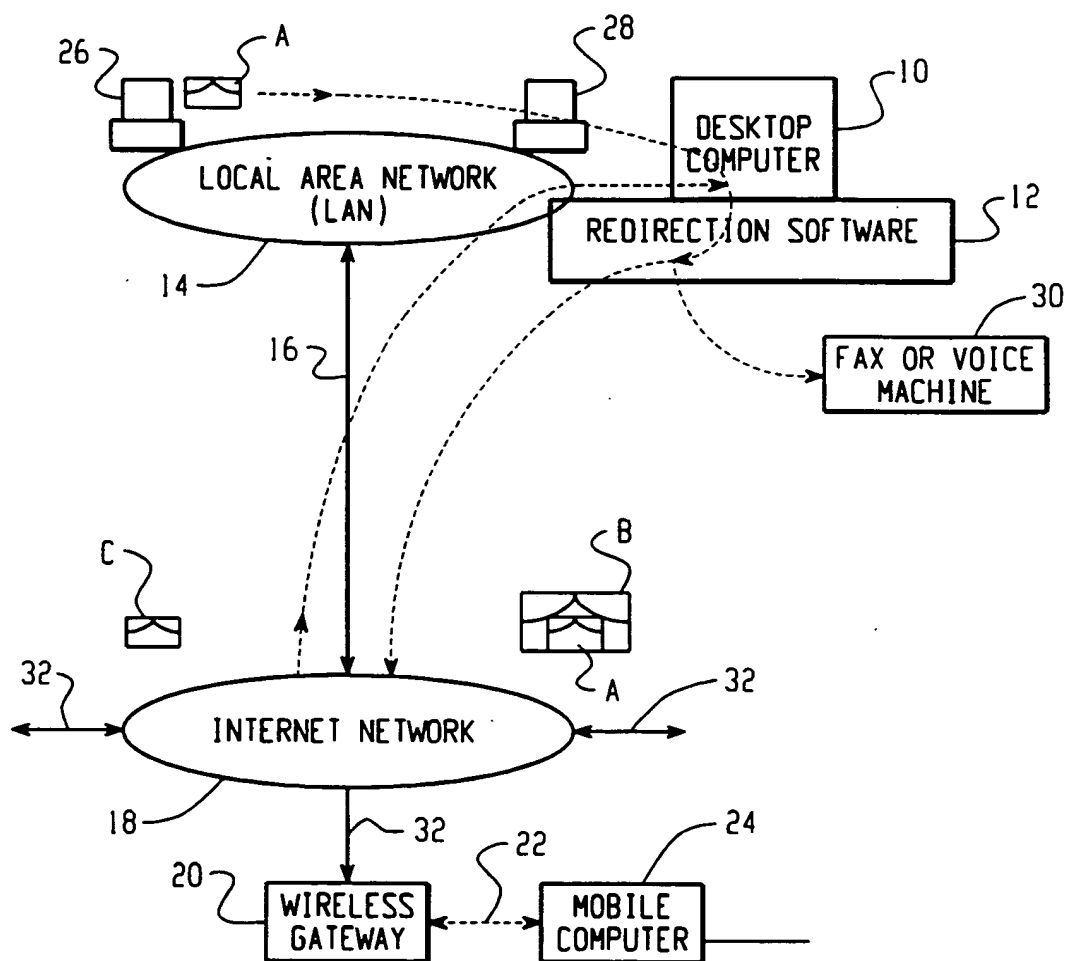 26
A
28
10
DESKTOP
COMPUTER
LOCAL AREA NETWORK
(LAN)
12
REDIRECTION SOFTWARE
14
30
16
FAX OR VOICE
MACHINE
C
B
A
32
32
INTERNET NETWORK
18
32
24
22
20
WIRELESS
GATEWAY
MOBILE
COMPUTER